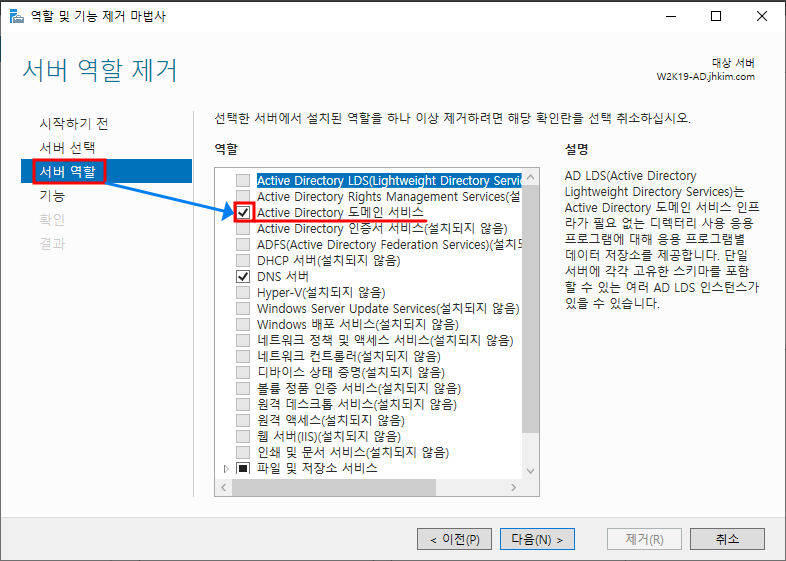 역할 및 기능 제거 마법사
서버 역할 제거
대상 서버
W2K19-AD.jhkim.com
시작하기 전
서버 선택
서버 역할
기능
확인
결과
선택한 서버에서 설치된 역할을 하나 이상 제거하려면 해당 확인란을 선택 취소하십시오.
역할
Active Directory LDS(Lightweight Directory Servi
Active Directory Rights Management Services(설
Active Directory 도메인 서비스
Active Directory 인증서 서비스(설치되지 않음)
ADFS(Active Directory Federation Services)(설치도
DHCP 서버(설치되지 않음)
DNS 서버
Hyper-V(설치되지 않음)
Windows Server Update Services(설치되지 않음)
Windows 배포 서비스(설치되지 않음)
네트워크 정책 및 액세스 서비스(설치되지 않음)
네트워크 컨트롤러(설치되지 않음)
디바이스 상태 증명(설치되지 않음)
볼륨 정품 인증 서비스(설치되지 않음)
원격 데스크톱 서비스(설치되지 않음)
원격 액세스(설치되지 않음)
웹 서버(IIS)(설치되지 않음)
인쇄 및 문서 서비스(설치되지 않음)
파일 및 저장소 서비스
설명
AD LDS(Active Directory
Lightweight Directory Services)는
Active Directory 도메인 서비스 인프
라가 필요 없는 디렉터리 사용 응용
프로그램에 대해 응용 프로그램별
데이터 저장소를 제공합니다. 단일
서버에 각각 고유한 스키마를 포함
할 수 있는 여러 AD LDS 인스턴스가
있을 수 있습니다.
< 이전(P)
다음(N) >
제거(R)
취소